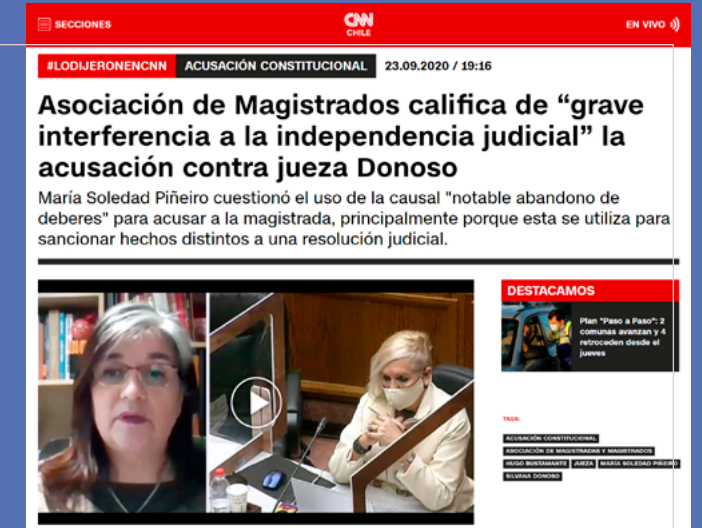 SECCIONES
CNN
CHILE
EN VIVO
#LODIJERONENCNN ACUSACIÓN CONSTITUCIONAL 23.09.2020 / 19:16
Asociación de Magistrados califica de “grave
interferencia a la independencia judicial” la
acusación contra jueza Donoso
María Soledad Piñeiro cuestionó el uso de la causal "notable abandono de
deberes" para acusar a la magistrada, principalmente porque esta se utiliza para
sancionar hechos distintos a una resolución judicial.
DESTACAMOS
Plan "Paso a Paso": 2
comunas avanzan y 4
retroceden desde el
jueves
TAGS:
ACUSACIÓN CONSTITUCIONAL
ASOCIACIÓN DE MAGISTRADAS Y MAGISTRADOS
HUGO BUSTAMANTE JUEZA MARÍA SOLEDAD PIÑEIRO
SILVANA DONOSO